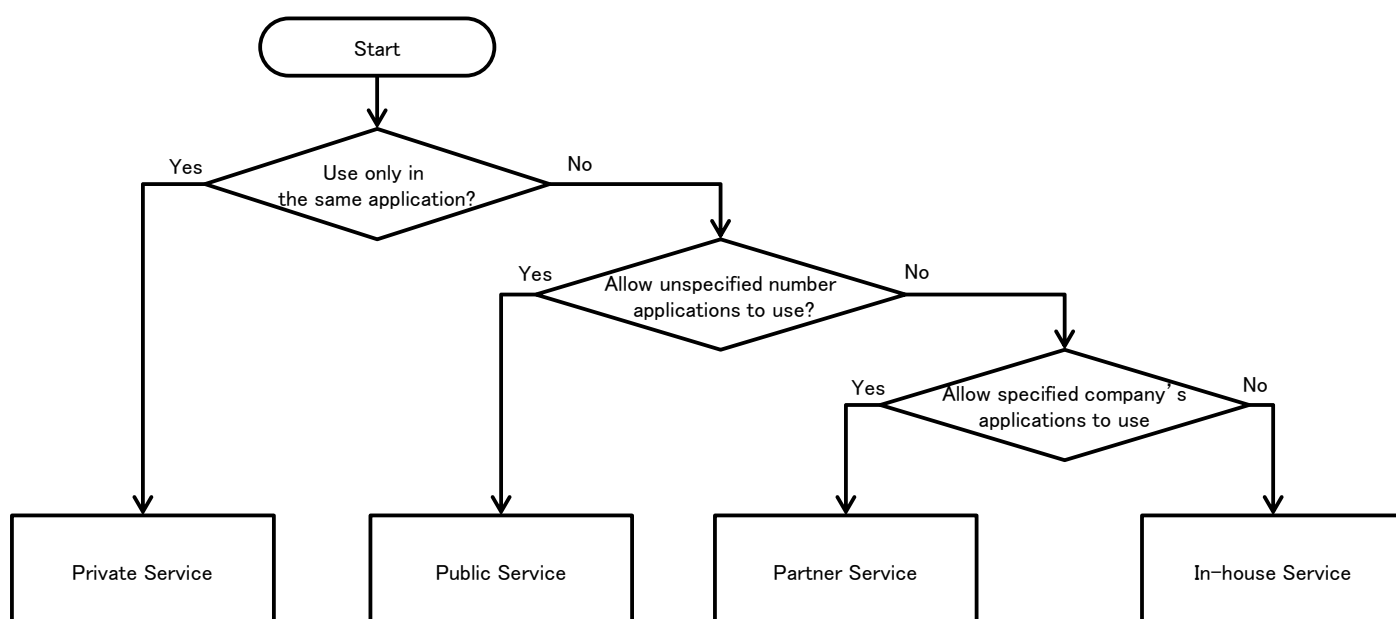 Start
Yes
No
Use only in
the same application?
Yes
No
Allow unspecified number
applications to use?
Yes
No
Allow specified company’s
applications to use
Private Service
Public Service
Partner Service
In-house Service